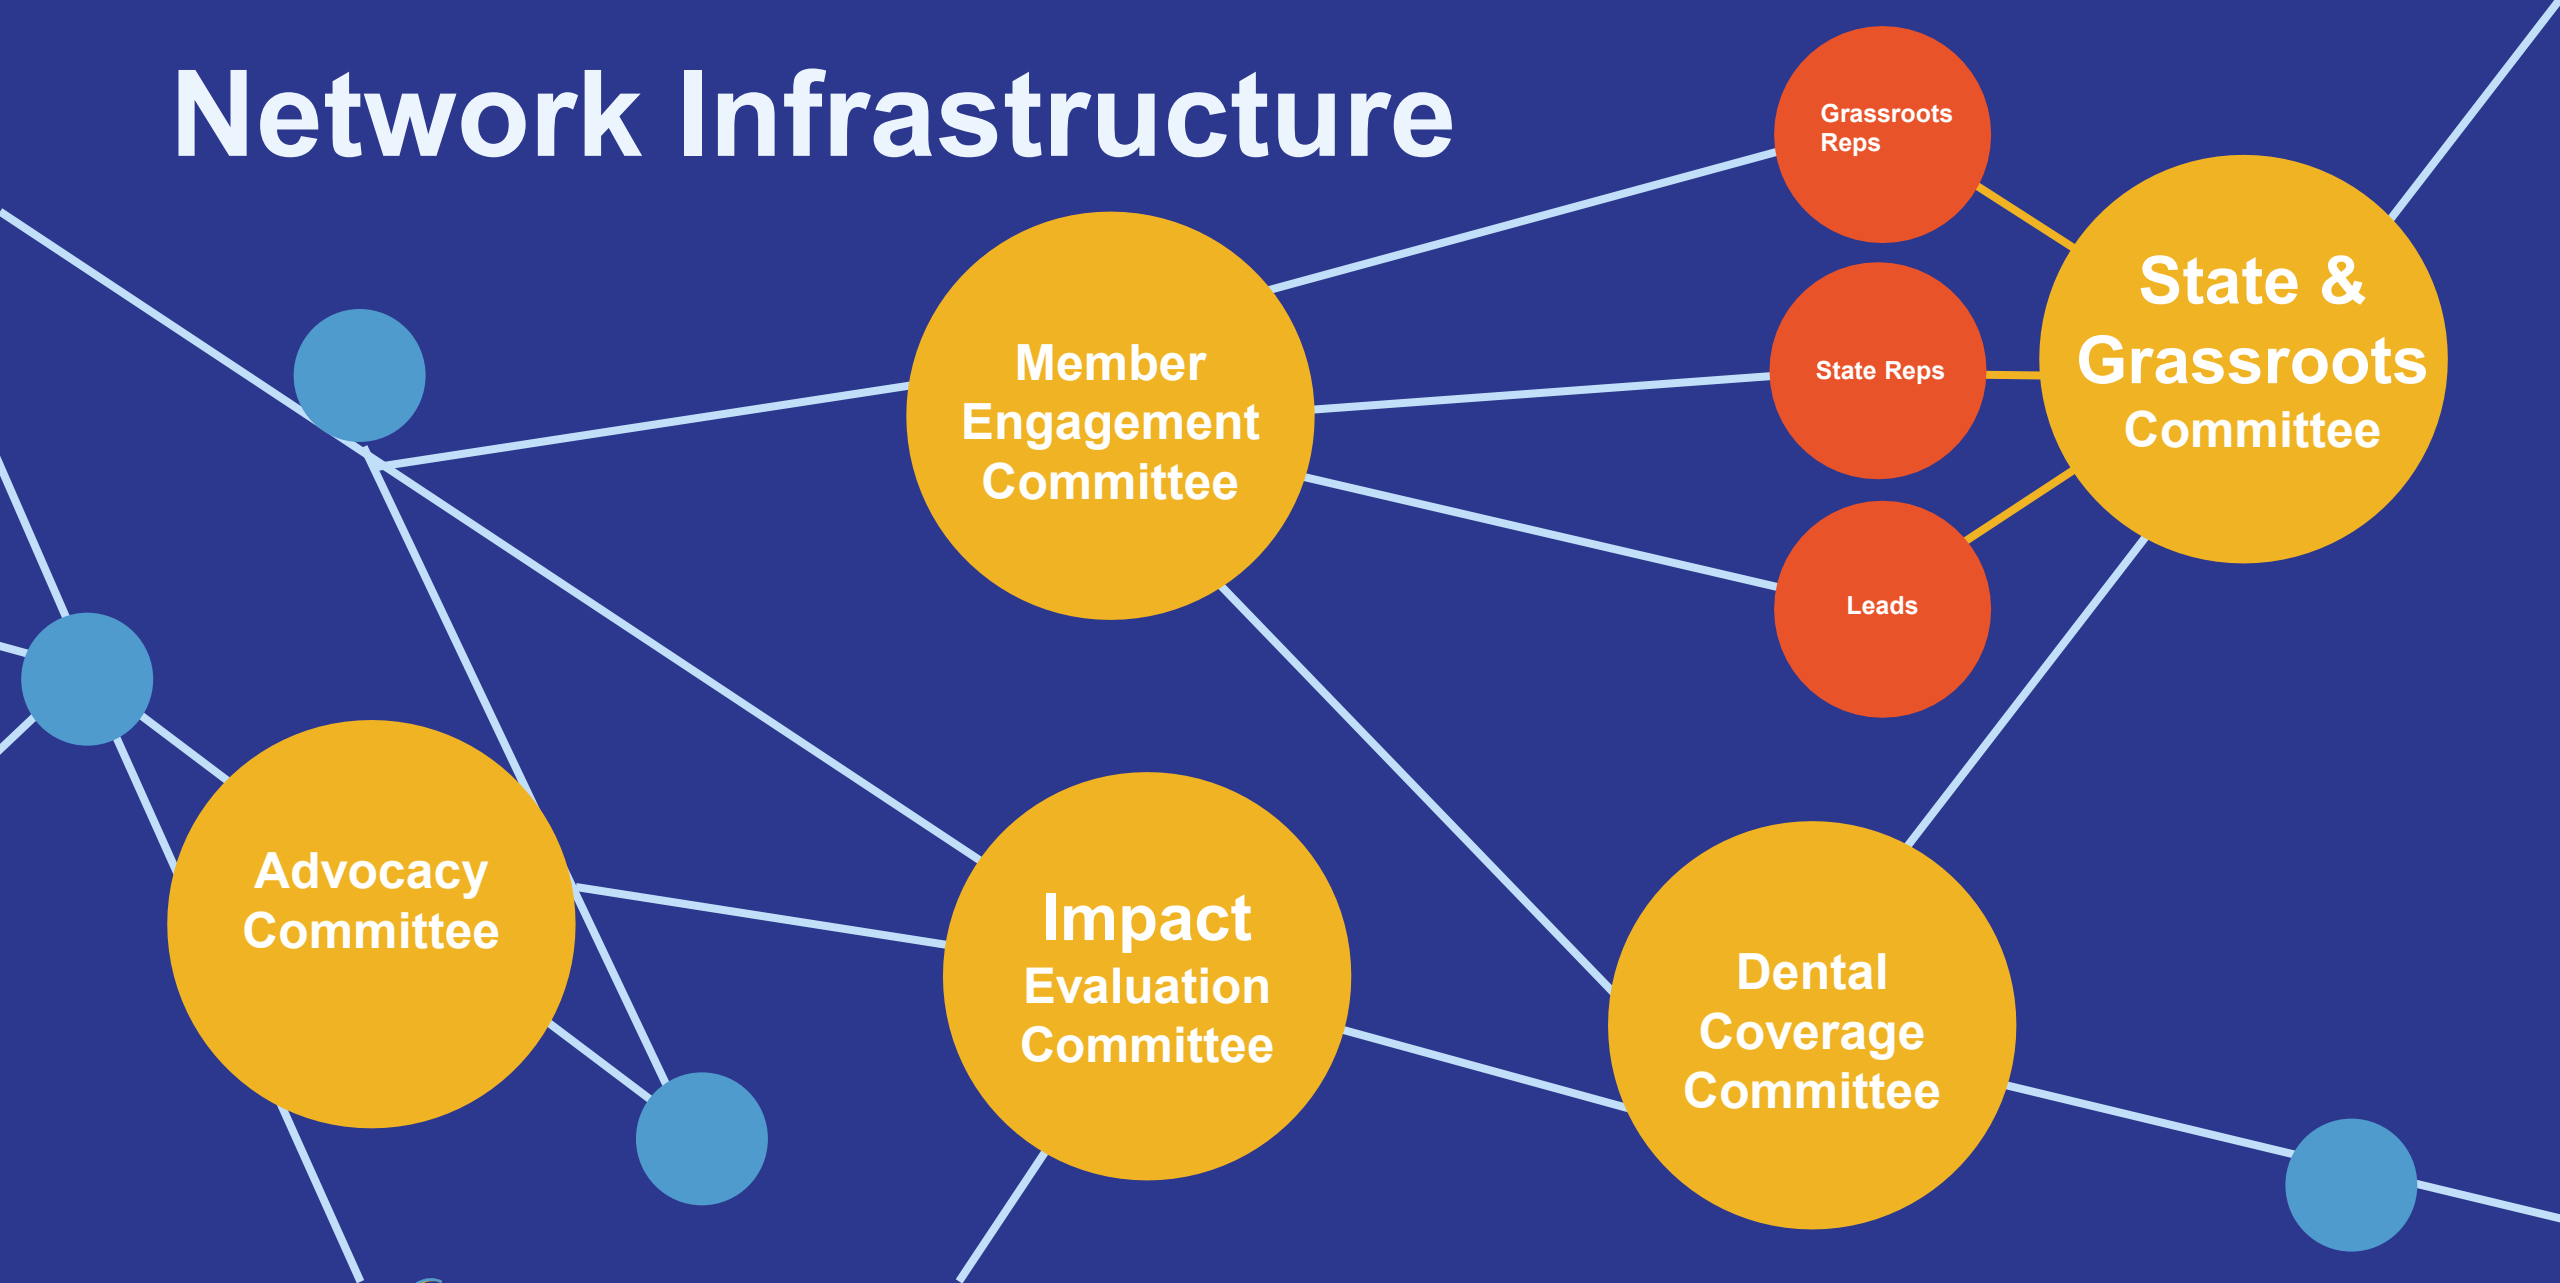 Network Infrastructure
Grassroots
Reps
State &
Grassroots
Committee
Member
Engagement
Committee
State Reps
Leads
Advocacy
Committee
Impact
Evaluation
Committee
Dental
Coverage
Committee